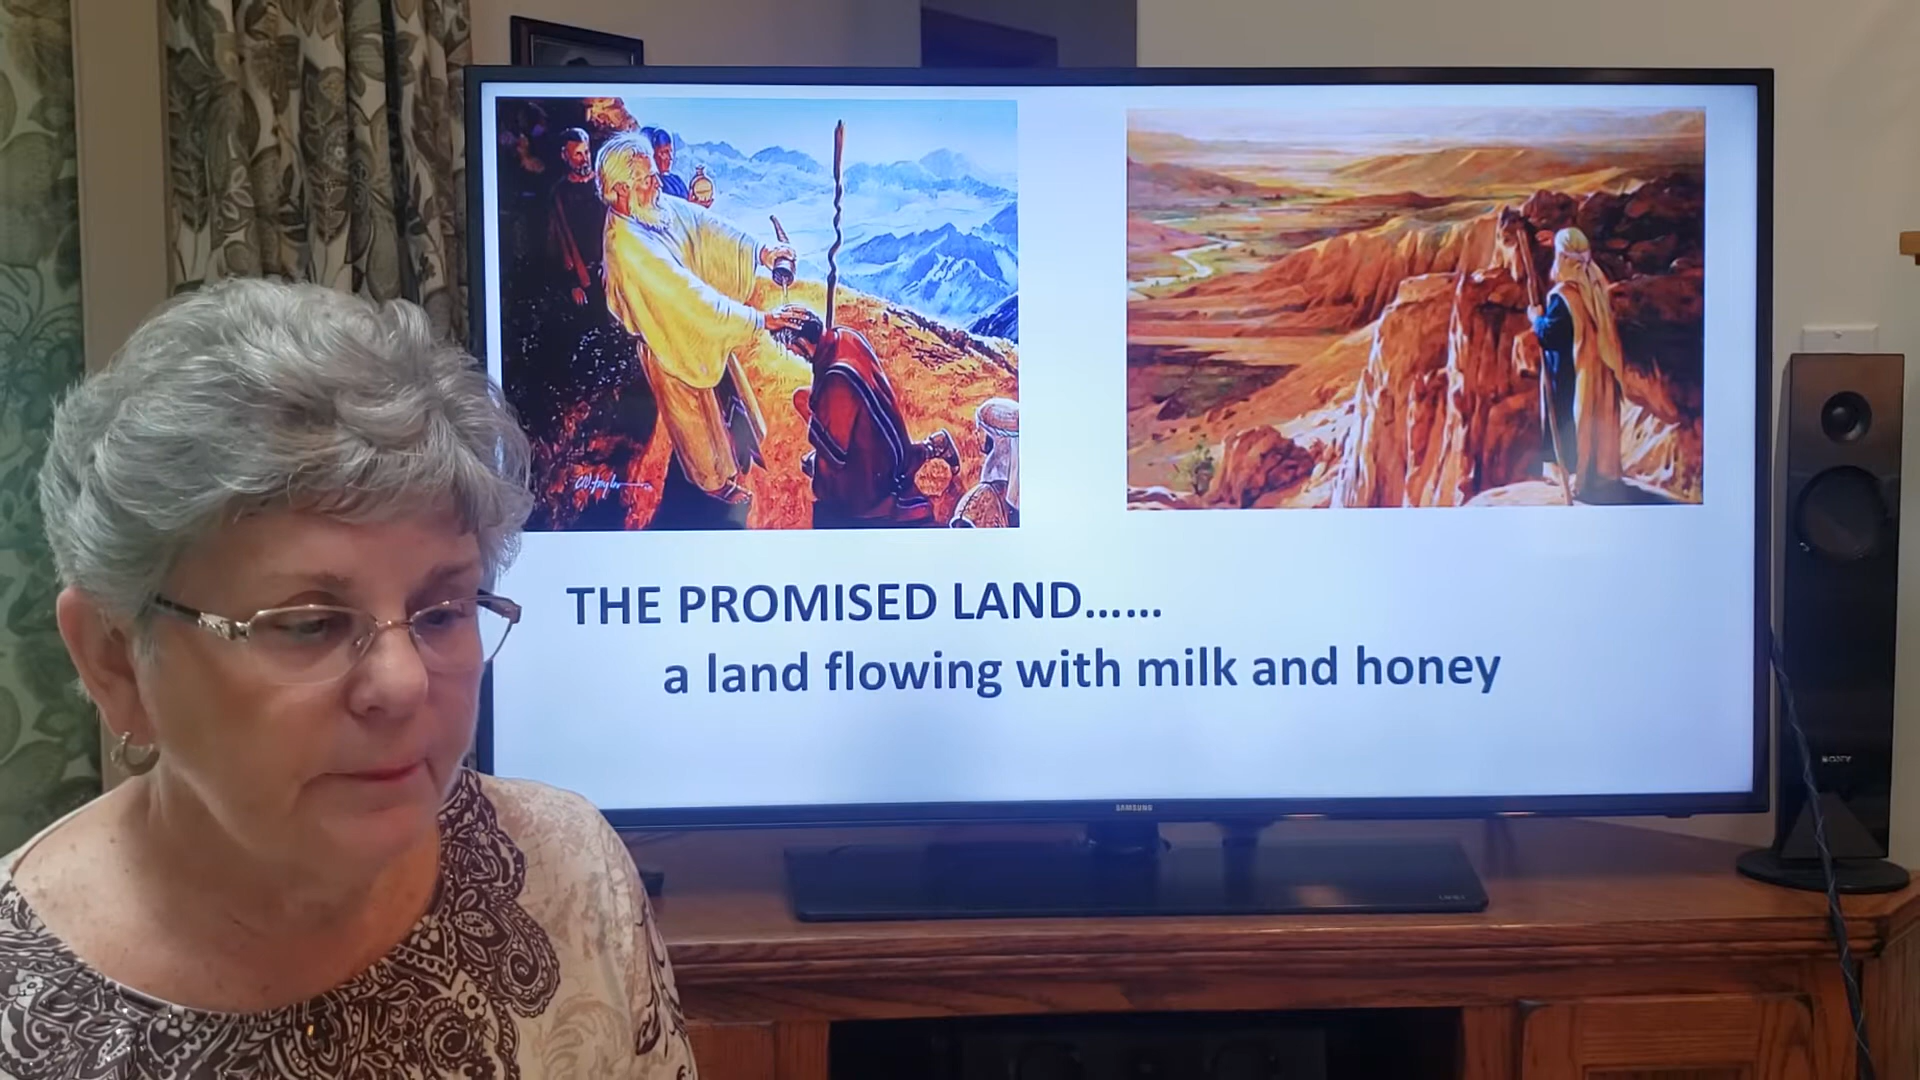 THE PROMISED LAND......
a land flowing with milk and honey
SAMSUNG
SONY